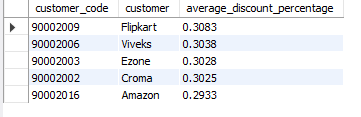 customer_code customer average_discount_percentage
90002009 Flipkart 0.3083
90002006 Viveks 0.3038
90002003 Ezone 0.3028
90002002 Croma 0.3025
90002016 Amazon 0.2933